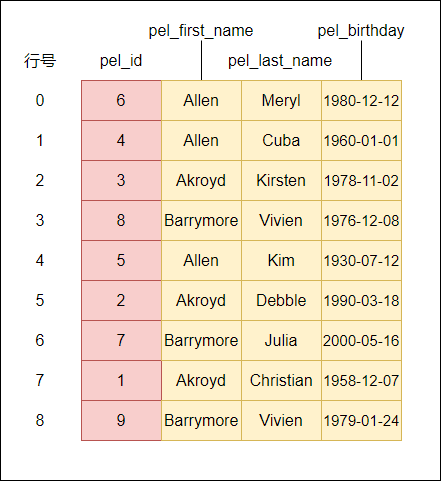 pel_first_name pel_birthday
行号 pel_id pel_last_name
0 6 Allen Meryl 1980-12-12
1 4 Allen Cuba 1960-01-01
2 3 Akroyd Kirsten 1978-11-02
3 8 Barrymore Vivien 1976-12-08
4 5 Allen Kim 1930-07-12
5 2 Akroyd Debble 1990-03-18
6 7 Barrymore Julia 2000-05-16
7 1 Akroyd Christian 1958-12-07
8 9 Barrymore Vivien 1979-01-24